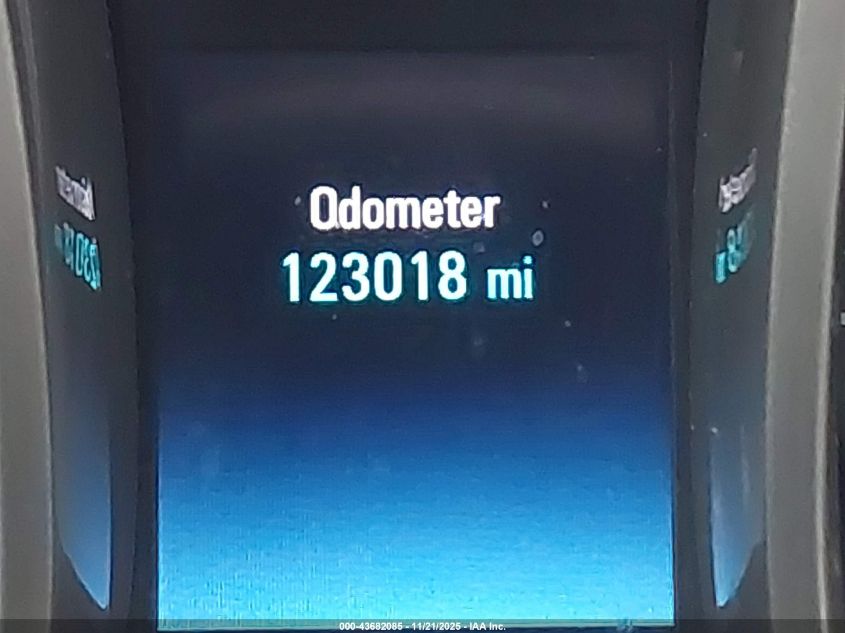 Odometer
123018 mi
000-43682085 - 11/21/2025 - IAA Inc.